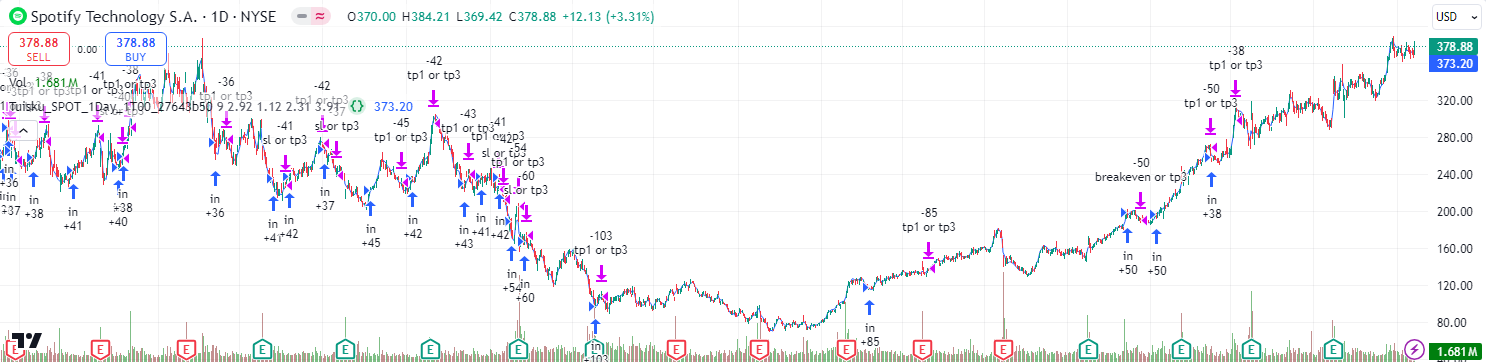 Spotify Technology S.A. · 1D · NYSE
O370.00 H384.21 L369.42 C378.88 +12.13 (+3.31%)
USD
378.88
SELL
0.00
378.88
BUY
Vol 1.681 M
9 2.92 1.12 2.31 3.91 {} 373.20
378.88
373.20
320.00
280.00
240.00
200.00
160.00
120.00
80.00
1.681 M
-41
tp1 or tp3
-38
tp1 or tp3
-36
tp1 or tp3
-41
sl or tp3
-42
tp1 or tp3
sl or tp3
-45
tp1 or tp3
-42
tp1 or tp3
-43
tp1 or tp3
-41
tp1 or tp3
-42
sl or tp3
-54
tp1 or tp3
-60
sl or tp3
-103
tp1 or tp3
-85
tp1 or tp3
-50
breakeven or tp3
-50
tp1 or tp3
-38
tp1 or tp3
in
+36
in
+37
in
+38
in
+41
in
+38
+40
in
+36
in
+41
in
+42
in
+37
in
+45
in
+42
in
+43
in
+41
in
+42
in
+54
in
+60
in
in
+85
in
+50
in
+50
in
+38
E E E E E E E E E E E E E E E E